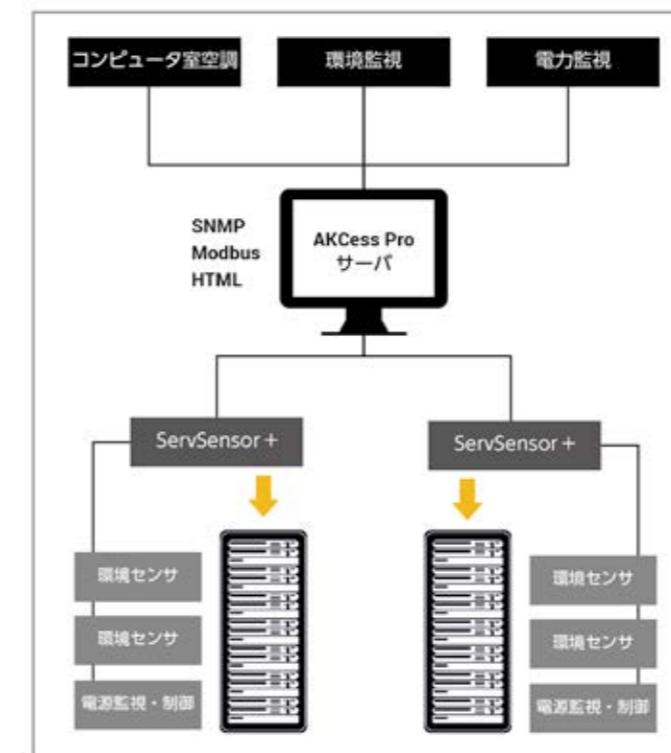 コンピュータ室空調
環境監視
電力監視
SNMP
Modbus
HTML
AKCess Pro
サーバ
ServSensor+
ServSensor+
環境センサ
環境センサ
電源監視・制御
環境センサ
環境センサ
電源監視・制御